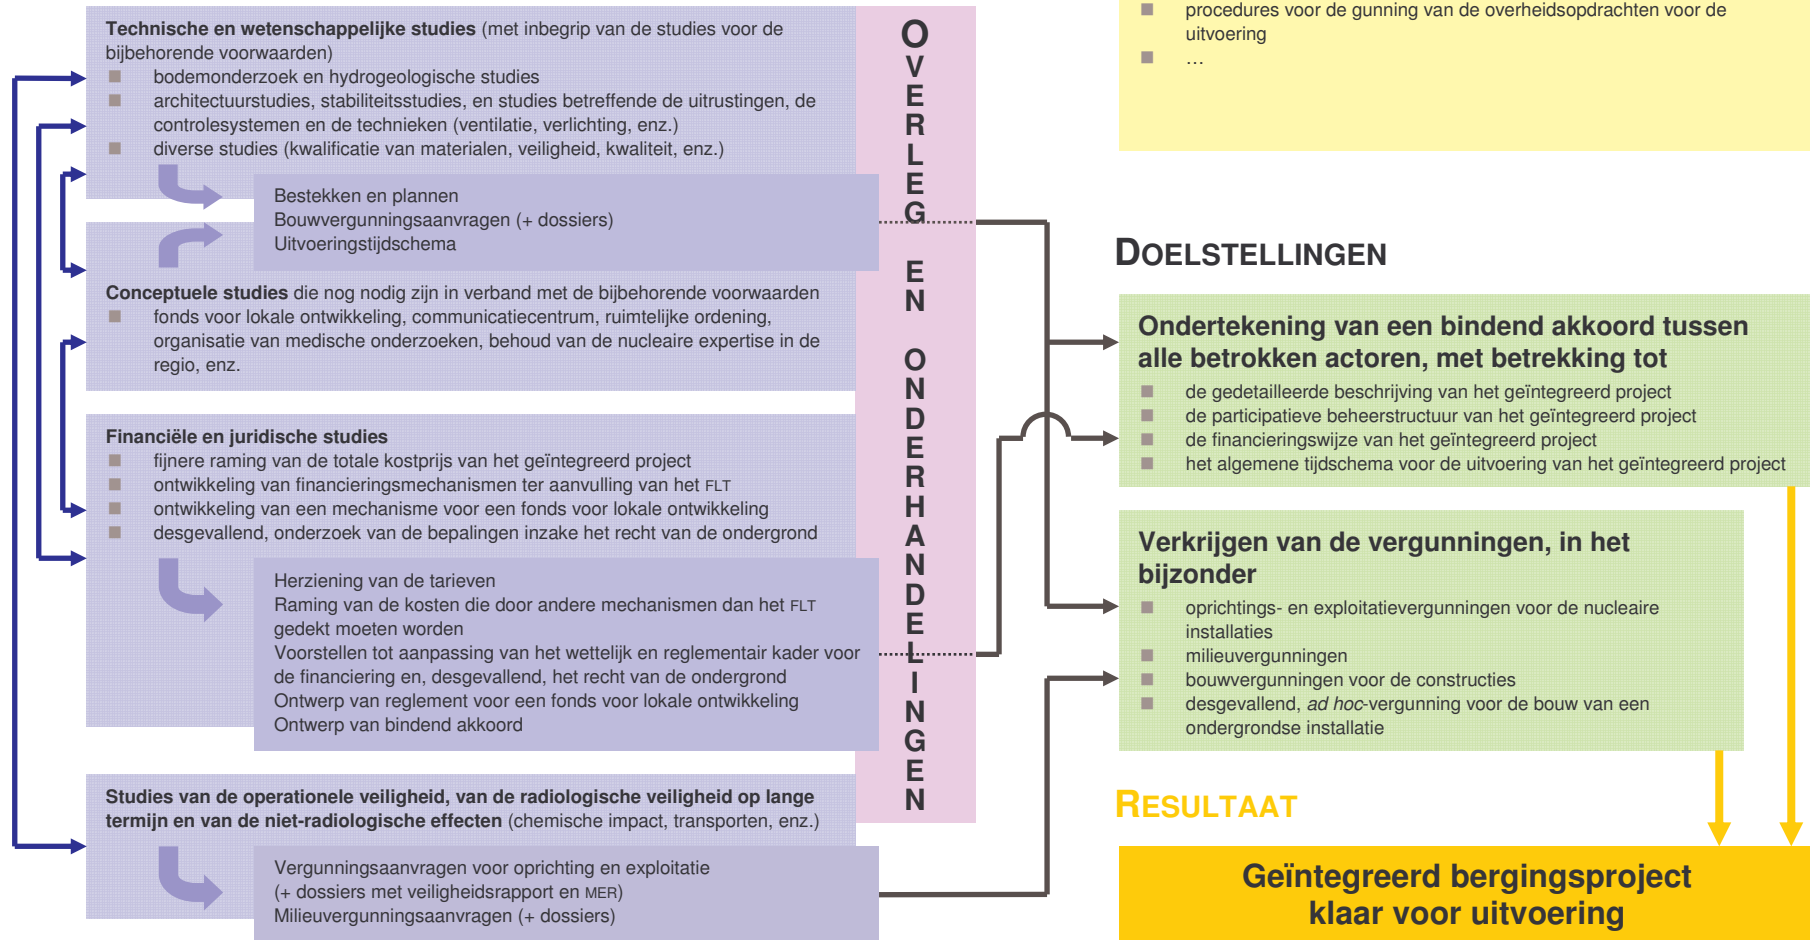 Technische en wetenschappelijke studies (met inbegrip van de studies voor de
bijbehorende voorwaarden)
bodemonderzoek en hydrogeologische studies
architectuurstudies, stabiliteitsstudies, en studies betreffende de uitrustingen, de
controlesystemen en de technieken (ventilatie, verlichting, enz.)
diverse studies (kwalificatie van materialen, veiligheid, kwaliteit, enz.)
Bestekken en plannen
Bouwvergunningsaanvragen (+ dossiers)
Uitvoeringstijdschema
Conceptuele studies die nog nodig zijn in verband met de bijbehorende voorwaarden
fonds voor lokale ontwikkeling, communicatiecentrum, ruimtelijke ordening,
organisatie van medische onderzoeken, behoud van de nucleaire expertise in de
regio, enz.
Financiële en juridische studies
fijnere raming van de totale kostprijs van het geïntegreerd project
ontwikkeling van financieringsmechanismen ter aanvulling van het FLT
ontwikkeling van een mechanisme voor een fonds voor lokale ontwikkeling
desgevallend, onderzoek van de bepalingen inzake het recht van de ondergrond
Herziening van de tarieven
Raming van de kosten die door andere mechanismen dan het FLT
gedekt moeten worden
Voorstellen tot aanpassing van het wettelijk en reglementair kader voor
de financiering en, desgevallend, het recht van de ondergrond
Ontwerp van reglement voor een fonds voor lokale ontwikkeling
Ontwerp van bindend akkoord
Studies van de operationele veiligheid, van de radiologische veiligheid op lange
termijn en van de niet-radiologische effecten (chemische impact, transporten, enz.)
Vergunningsaanvragen voor oprichting en exploitatie
(+ dossiers met veiligheidsrapport en MER)
Milieuvergunningsaanvragen (+ dossiers)
OVERLEG EN ONDERHANDELINGEN
procedures voor de gunning van de overheidsopdrachten voor de
uitvoering
…
DOELSTELLINGEN
Ondertekening van een bindend akkoord tussen
alle betrokken actoren, met betrekking tot
de gedetailleerde beschrijving van het geïntegreerd project
de participatieve beheerstructuur van het geïntegreerd project
de financieringswijze van het geïntegreerd project
het algemene tijdschema voor de uitvoering van het geïntegreerd project
Verkrijgen van de vergunningen, in het
bijzonder
oprichtings- en exploitatievergunningen voor de nucleaire
installaties
milieuvergunningen
bouwvergunningen voor de constructies
desgevallend, ad hoc-vergunning voor de bouw van een
ondergrondse installatie
RESULTAAT
Geïntegreerd bergingsproject
klaar voor uitvoering